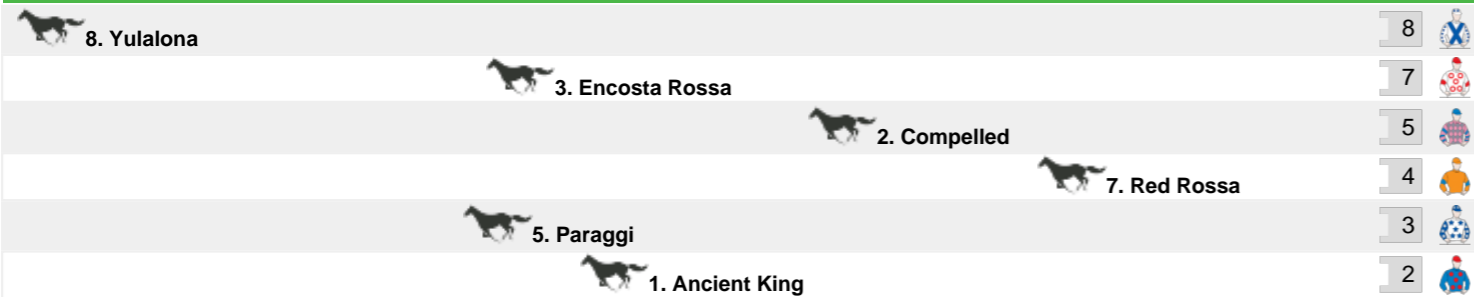 8. Yulalona 8
3. Encosta Rossa 7
2. Compelled 5
7. Red Rossa 4
5. Paraggi 3
1. Ancient King 2